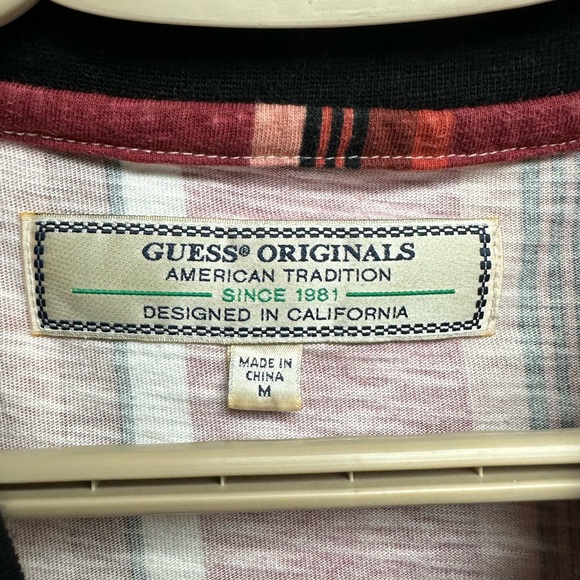 GUESS® ORIGINALS
AMERICAN TRADITION
SINCE 1981
DESIGNED IN CALIFORNIA
MADE IN
CHINA
M